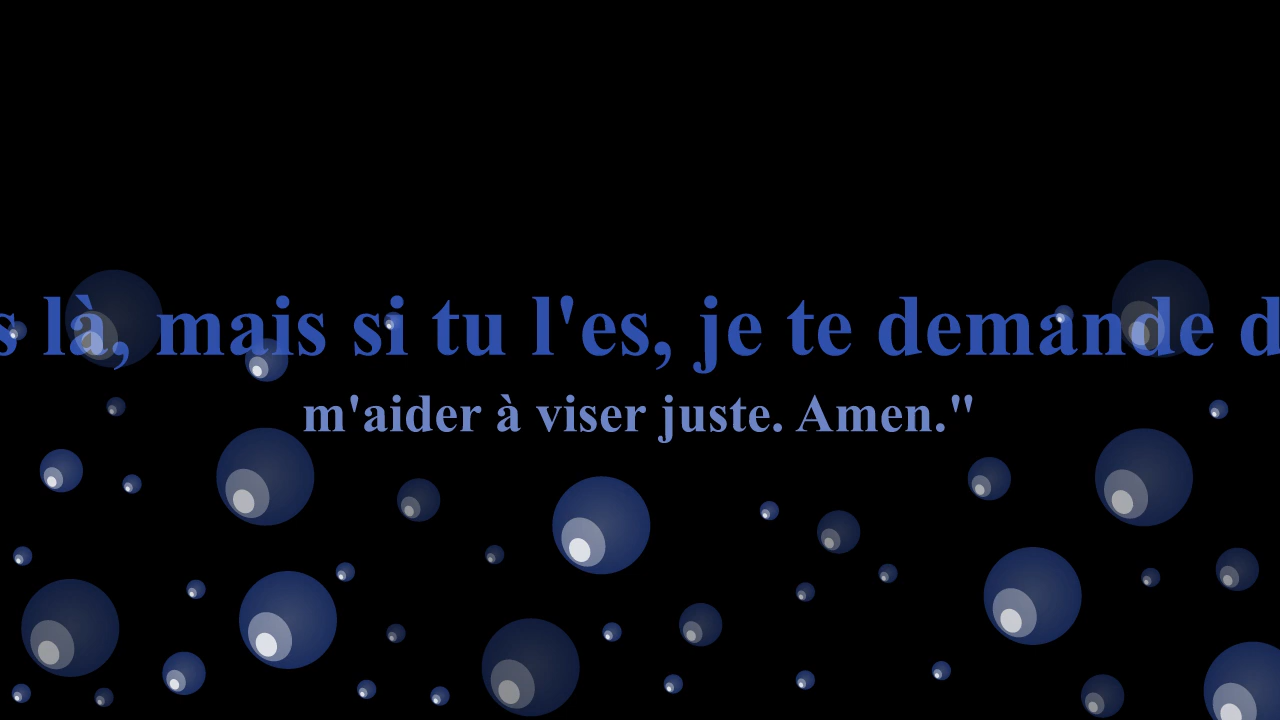 là, mais si tu l'es, je te demande
m'aider à viser juste. Amen."